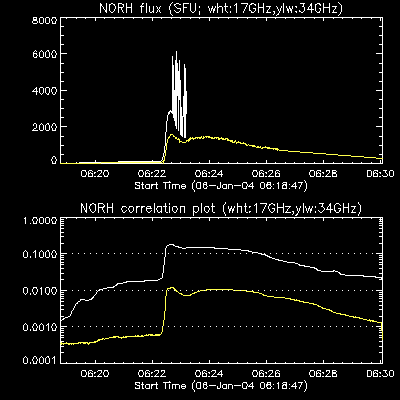 NORH flux (SFU; wht:17GHz,ylw:34GHz)
8000
6000
4000
2000
0
06:20 06:22 06:24 06:26 06:28 06:30
Start Time (06-Jan-04 06:18:47)
NORH correlation plot (wht:17GHz,ylw:34GHz)
1.0000
0.1000
0.0100
0.0010
0.0001
06:20 06:22 06:24 06:26 06:28 06:30
Start Time (06-Jan-04 06:18:47)